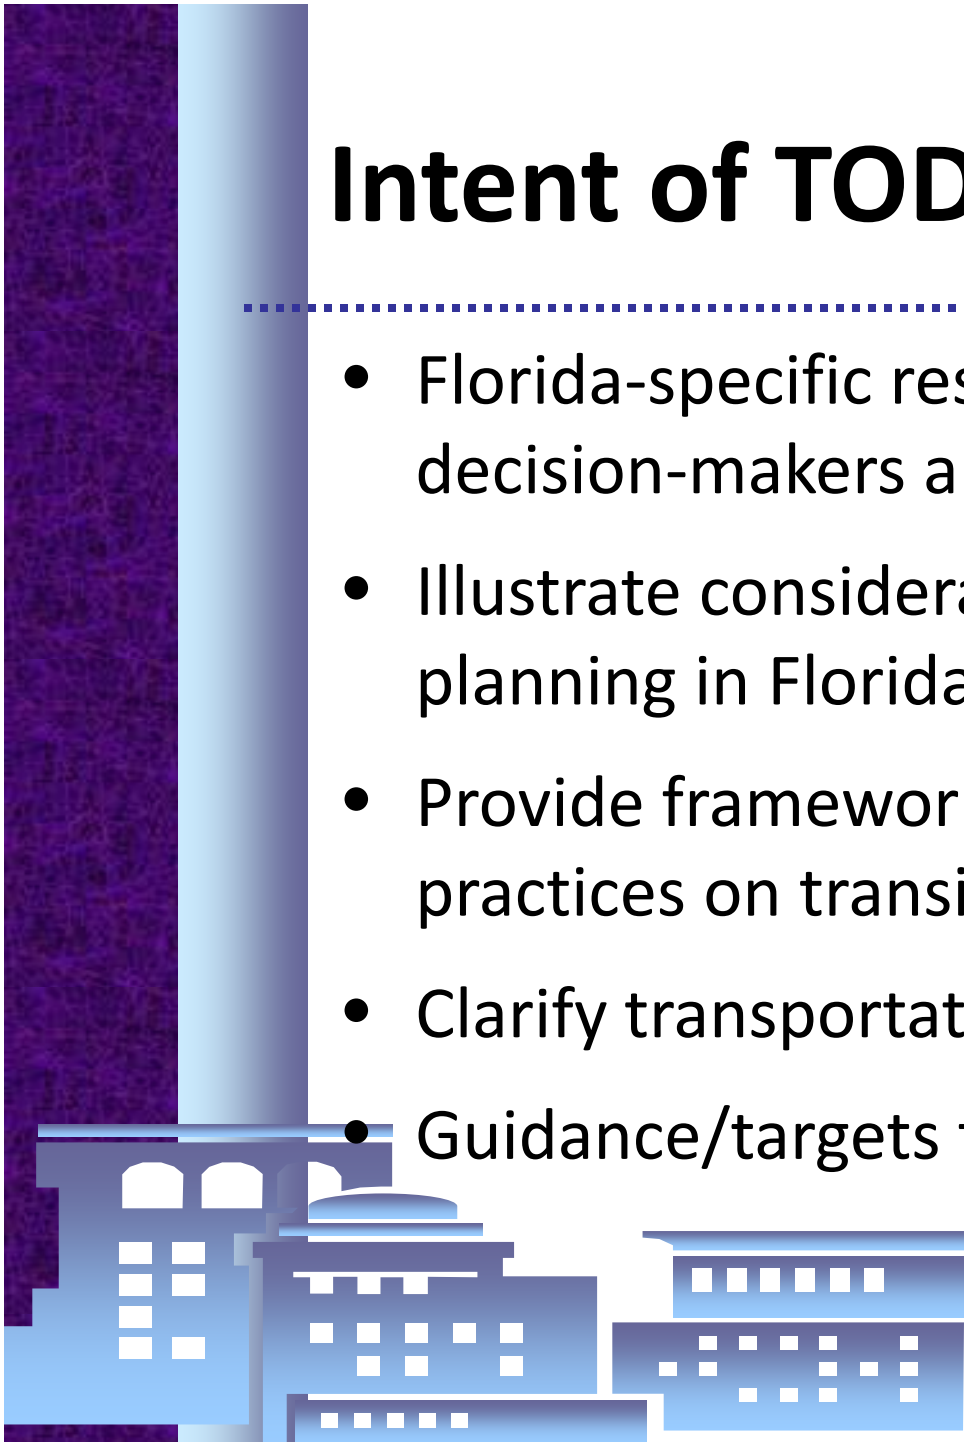 Intent of TOD
• Florida-specific res
decision-makers a
• Illustrate considera
planning in Florida
• Provide framewor
practices on transi
• Clarify transportat
• Guidance/targets